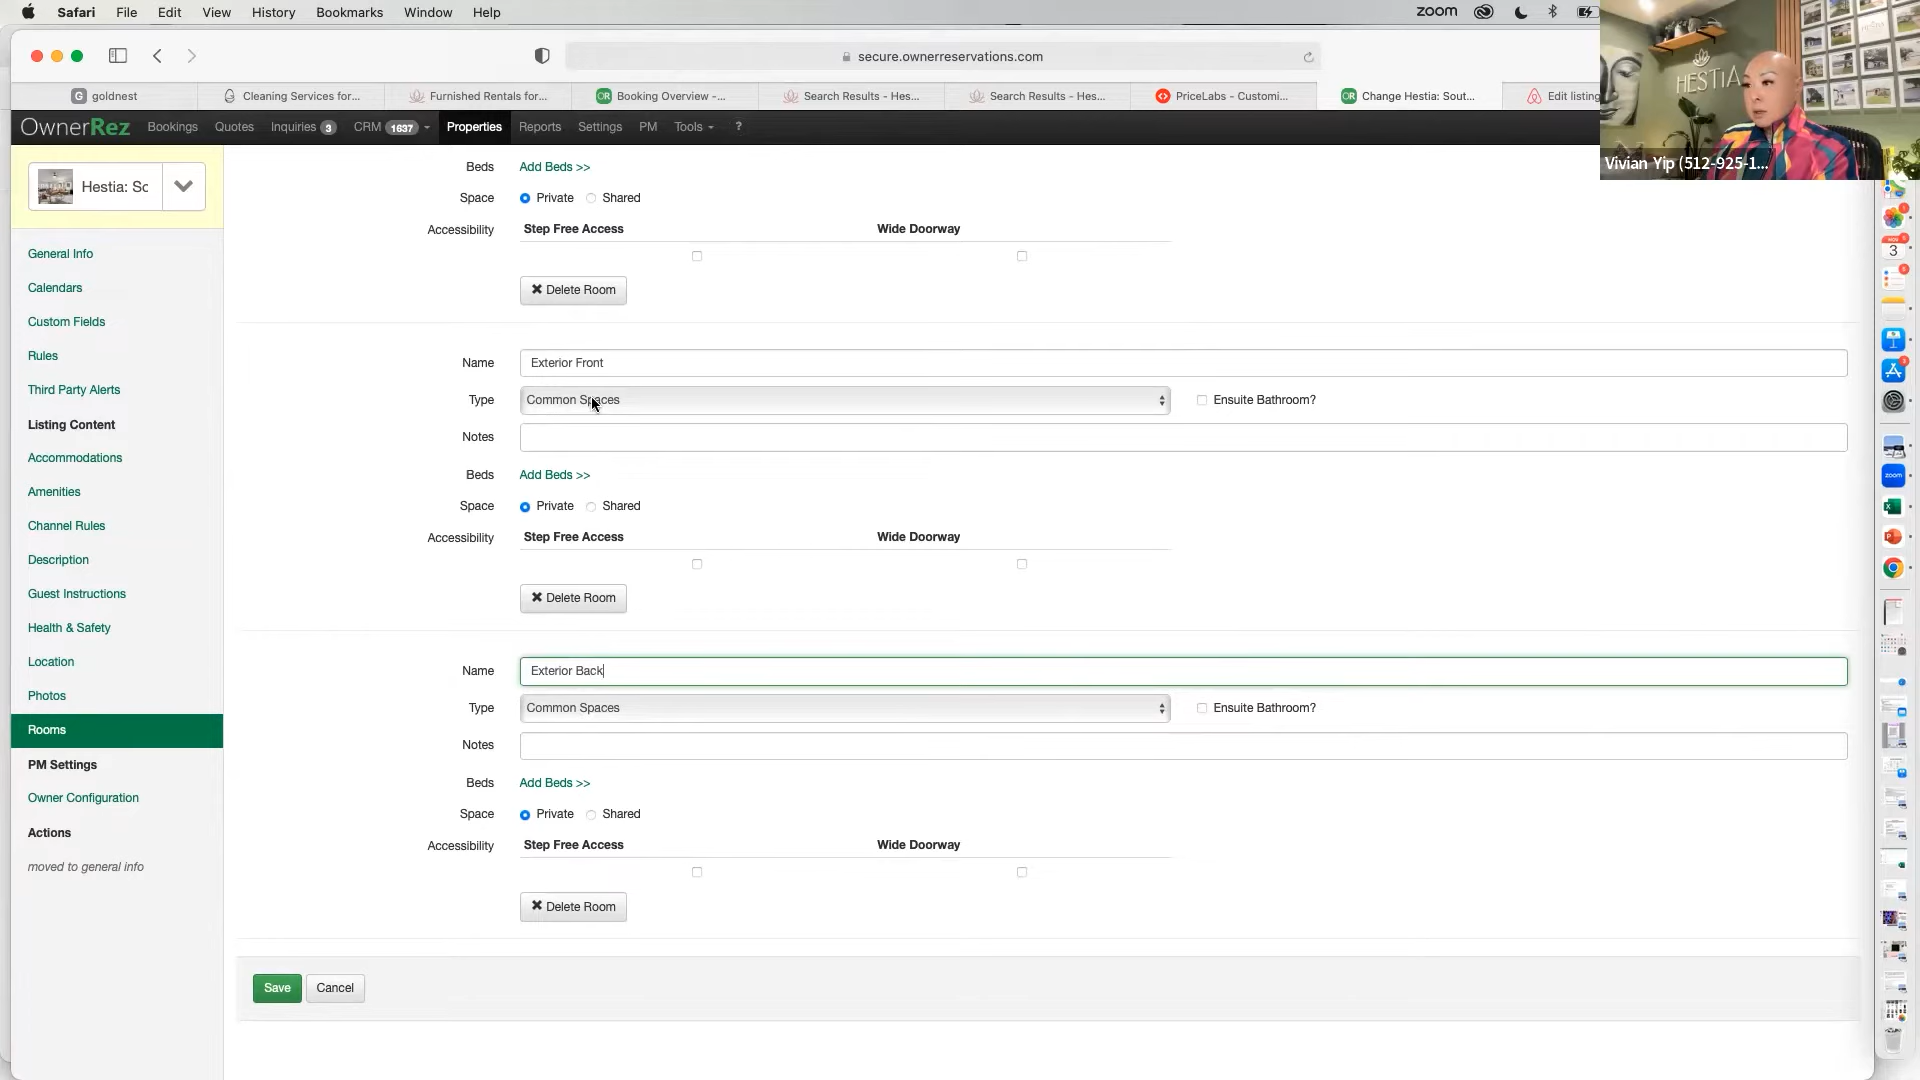 Safari File Edit View History Bookmarks Window Help zoom
secure.ownerreservations.com
goldnest Cleaning Services for... Furnished Rentals for... OR Booking Overview -... Search Results - Hes... Search Results - Hes... PriceLabs - Customi... OR Change Hestia: Sout... Edit listing
OwnerRez Bookings Quotes Inquiries 3 CRM 1637 Properties Reports Settings PM Tools ?
HESTIA
Vivian Yip (512-925-1...
Hestia: Sc
General Info
Calendars
Custom Fields
Rules
Third Party Alerts
Listing Content
Accommodations
Amenities
Channel Rules
Description
Guest Instructions
Health & Safety
Location
Photos
Rooms
PM Settings
Owner Configuration
Actions
moved to general info
Beds Add Beds >>
Space Private Shared
Accessibility Step Free Access Wide Doorway
Delete Room
Name Exterior Front
Type Common Spaces Ensuite Bathroom?
Notes
Beds Add Beds >>
Space Private Shared
Accessibility Step Free Access Wide Doorway
Delete Room
Name Exterior Back
Type Common Spaces Ensuite Bathroom?
Notes
Beds Add Beds >>
Space Private Shared
Accessibility Step Free Access Wide Doorway
Delete Room
Save Cancel
3
zoom